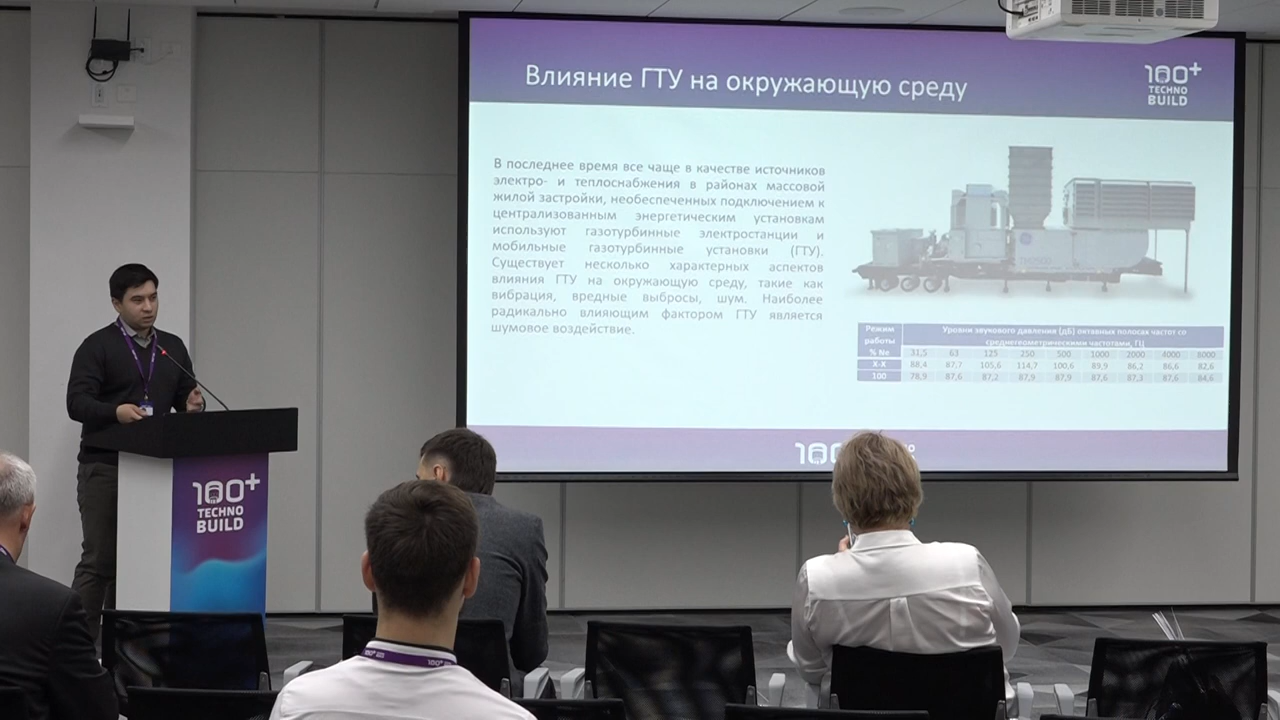 Влияние ГТУ на окружающую среду
100+
TECHNO
BUILD
В последнее время все чаще в качестве источников
электро- и теплоснабжения в районах массовой
жилой застройки, необеспеченных подключением к
централизованным энергетическим установкам
используют газотурбинные электростанции и
мобильные газотурбинные установки (ГТУ).
Существует несколько характерных аспектов
влияния ГТУ на окружающую среду, такие как
вибрация, вредные выбросы, шум. Наиболее
радикально влияющим фактором ГТУ является
шумовое воздействие.
Режим работы % Ne Уровни звукового давления (дБ) октавных полосах частот со
среднегеометрическими частотами, ГЦ
31,5 63 125 250 500 1000 2000 4000 8000
Х-Х 88,4 87,7 105,6 114,7 100,6 89,9 86,2 86,6 82,6
100 78,9 87,6 87,2 87,9 87,9 87,6 87,3 87,6 84,6
100+
TECHNO
BUILD